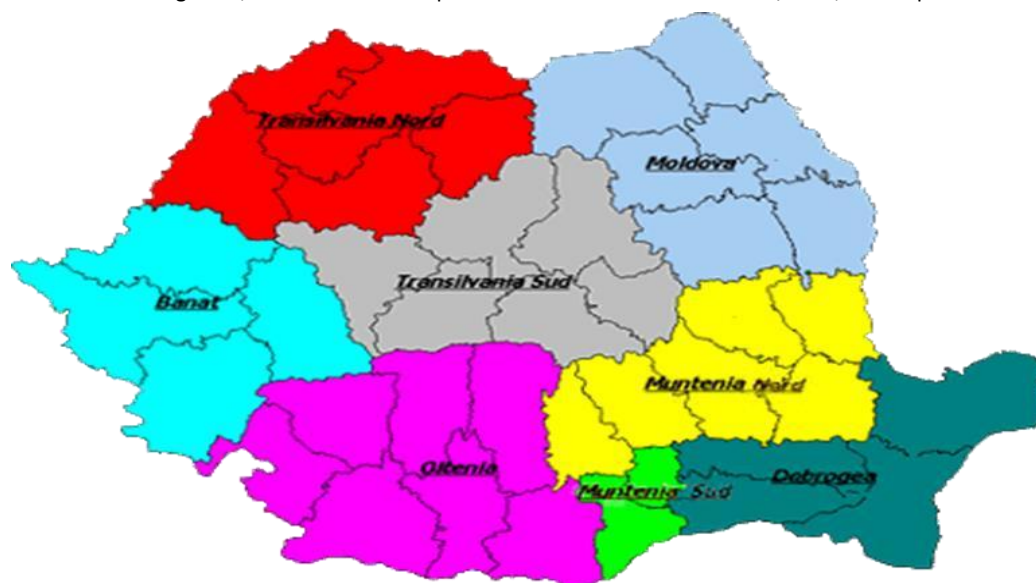 Transilvania Nord
Moldova
Transilvania Sud
Banat
Muntenia Nord
Oltenia
Dobrogea
Muntenia Sud